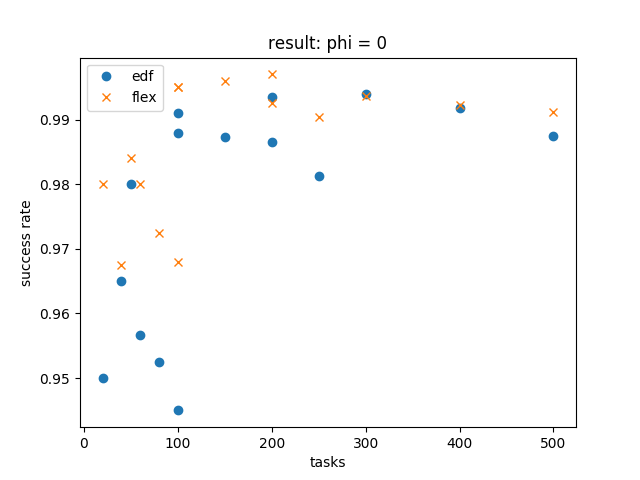 result: phi = 0
edf
flex
success rate
0.99
0.98
0.97
0.96
0.95
0
100
200
300
400
500
tasks